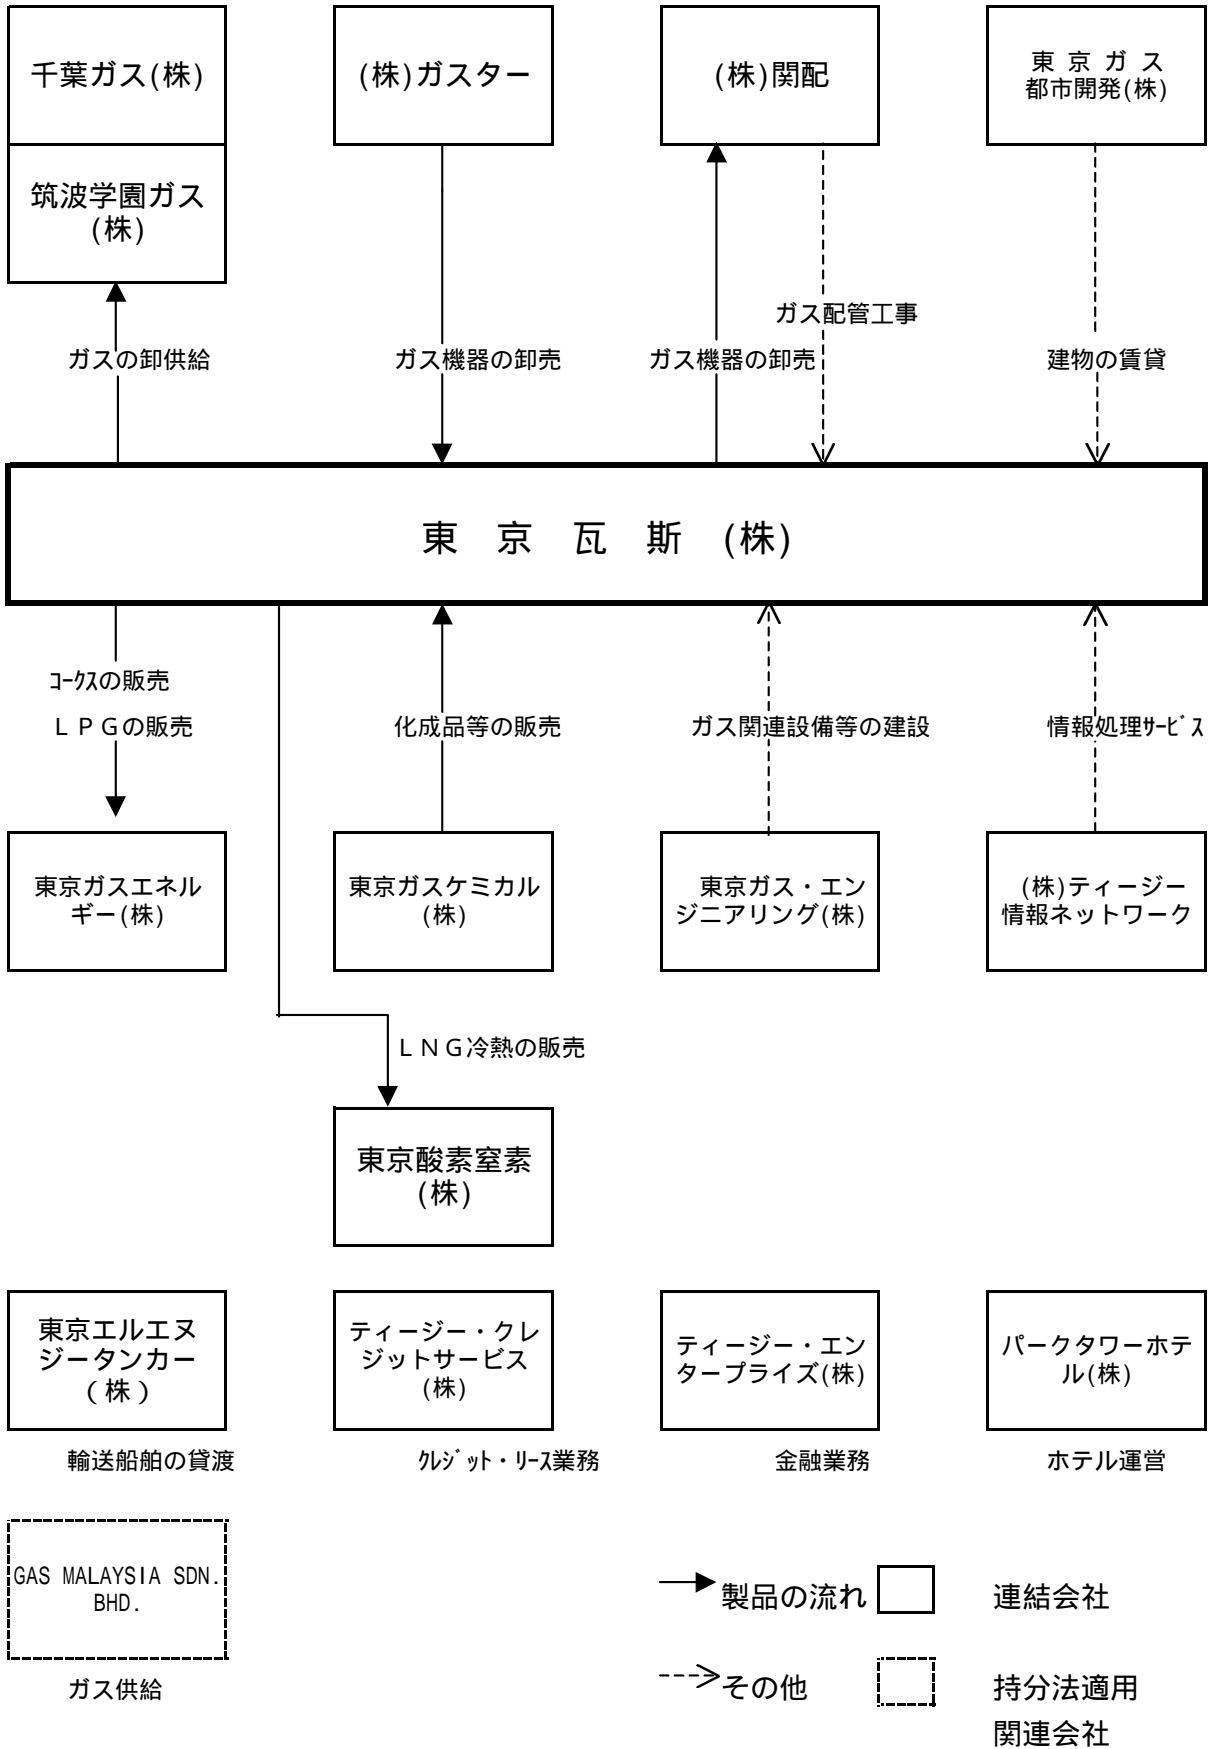 千葉ガス(株)
(株)ガスター
(株)関配
東京ガス
都市開発(株)
筑波学園ガス
(株)
ガス配管工事
ガスの卸供給
ガス機器の卸売
ガス機器の卸売
建物の賃貸
東京瓦斯(株)
ｺｰｸｽの販売
ＬＰＧの販売
化成品等の販売
ガス関連設備等の建設
情報処理ｻｰﾋﾞｽ
東京ガスエネル
ギー(株)
東京ガスケミカル
(株)
東京ガス・エン
ジニアリング(株)
(株)ティージー
情報ネットワーク
ＬＮＧ冷熱の販売
東京酸素窒素
(株)
東京エルエヌ
ジータンカー
（株）
ティージー・クレ
ジットサービス
(株)
ティージー・エン
タープライズ(株)
パークタワーホテ
ル(株)
輸送船舶の貸渡
ｸﾚｼﾞｯﾄ・ﾘｰｽ業務
金融業務
ホテル運営
GAS MALAYSIA SDN.
BHD.
ガス供給
製品の流れ
連結会社
その他
持分法適用
関連会社